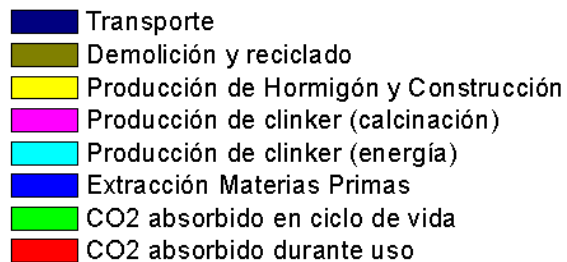 Transporte
Demolición y reciclado
Producción de Hormigón y Construcción
Producción de clinker (calcinación)
Producción de clinker (energía)
Extracción Materias Primas
CO2 absorbido en ciclo de vida
CO2 absorbido durante uso